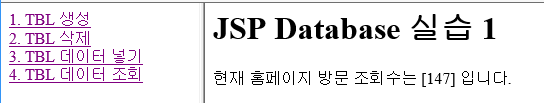 1. TBL 생성
2. TBL 삭제
3. TBL 데이터 넣기
4. TBL 데이터 조회
JSP Database 실습 1
현재 홈페이지 방문 조회수는 [147] 입니다.